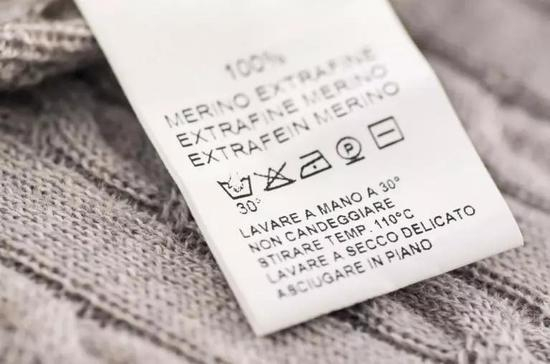 100%
MERINO EXTRAFINE
EXTRAFINE MERINO
EXTRAFEIN MERINO
P
30°
LAVARE A MANO A 30°
NON CANDEGGIARE
STIRARE TEMP. 110°C
LAVARE A SECCO DELICATO
ASCIUGARE IN PIANO